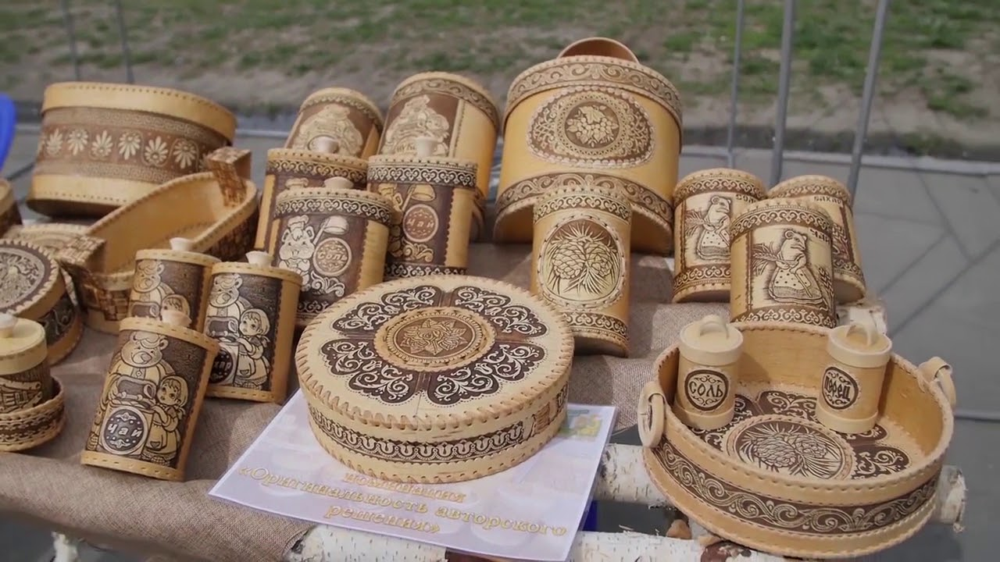 Чай
Соль
Чай
СОЛЬ
перец
номинация
«Оригинальность авторского
решения»